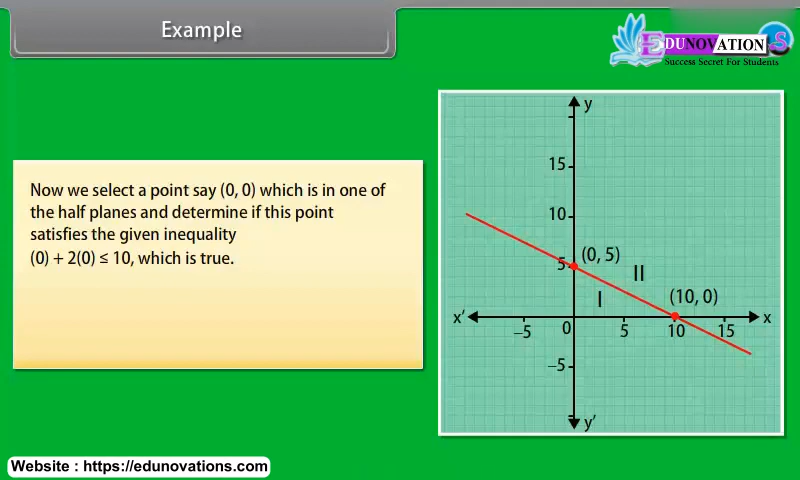 Example
EDUNOVATION S
Success Secret For Students
Now we select a point say (0, 0) which is in one of
the half planes and determine if this point
satisfies the given inequality
(0) + 2(0) ≤ 10, which is true.
y
15
10
5
(0, 5)
II
I
(10, 0)
x′
−5
0
5
10
15
x
−5
y′
Website : https://edunovations.com